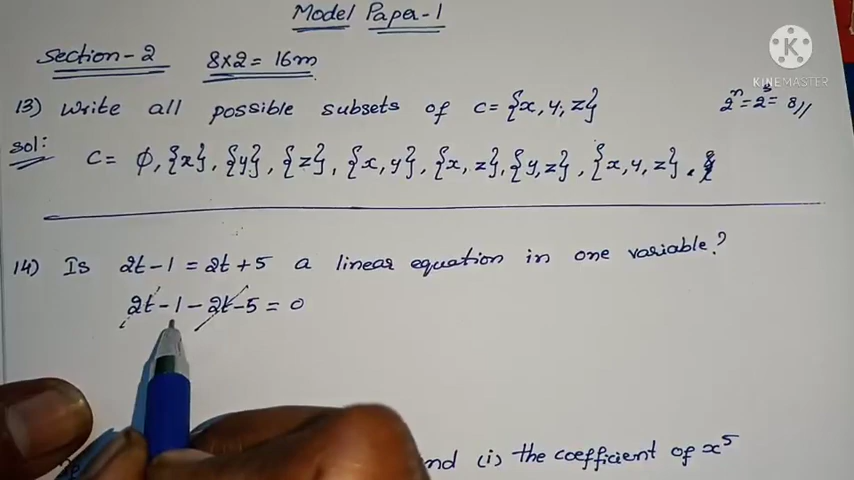 Model Paper-1
Section-2 8×2= 16m
KINEMASTER
13) Write all possible subsets of C= {x, y, z} 2ⁿ=2³= 8//
Sol:
C= ϕ, {x}, {y}, {z}, {x, y}, {x, z}, {y, z}, {x, y, z}.
14) Is 2t-1 = 2t+5 a linear equation in one variable?
2t-1-2t-5=0
nd (i) the coefficient of x⁵